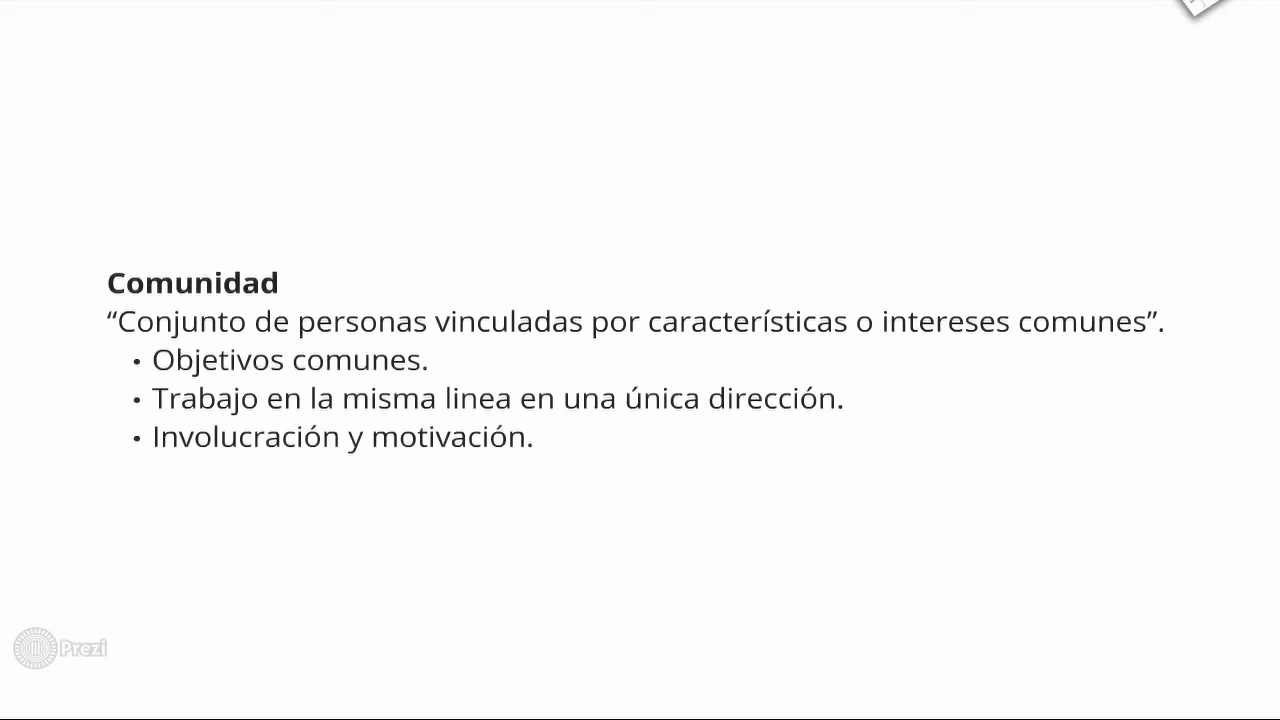 Comunidad
“Conjunto de personas vinculadas por características o intereses comunes”.
• Objetivos comunes.
• Trabajo en la misma linea en una única dirección.
• Involucración y motivación.
Prezi